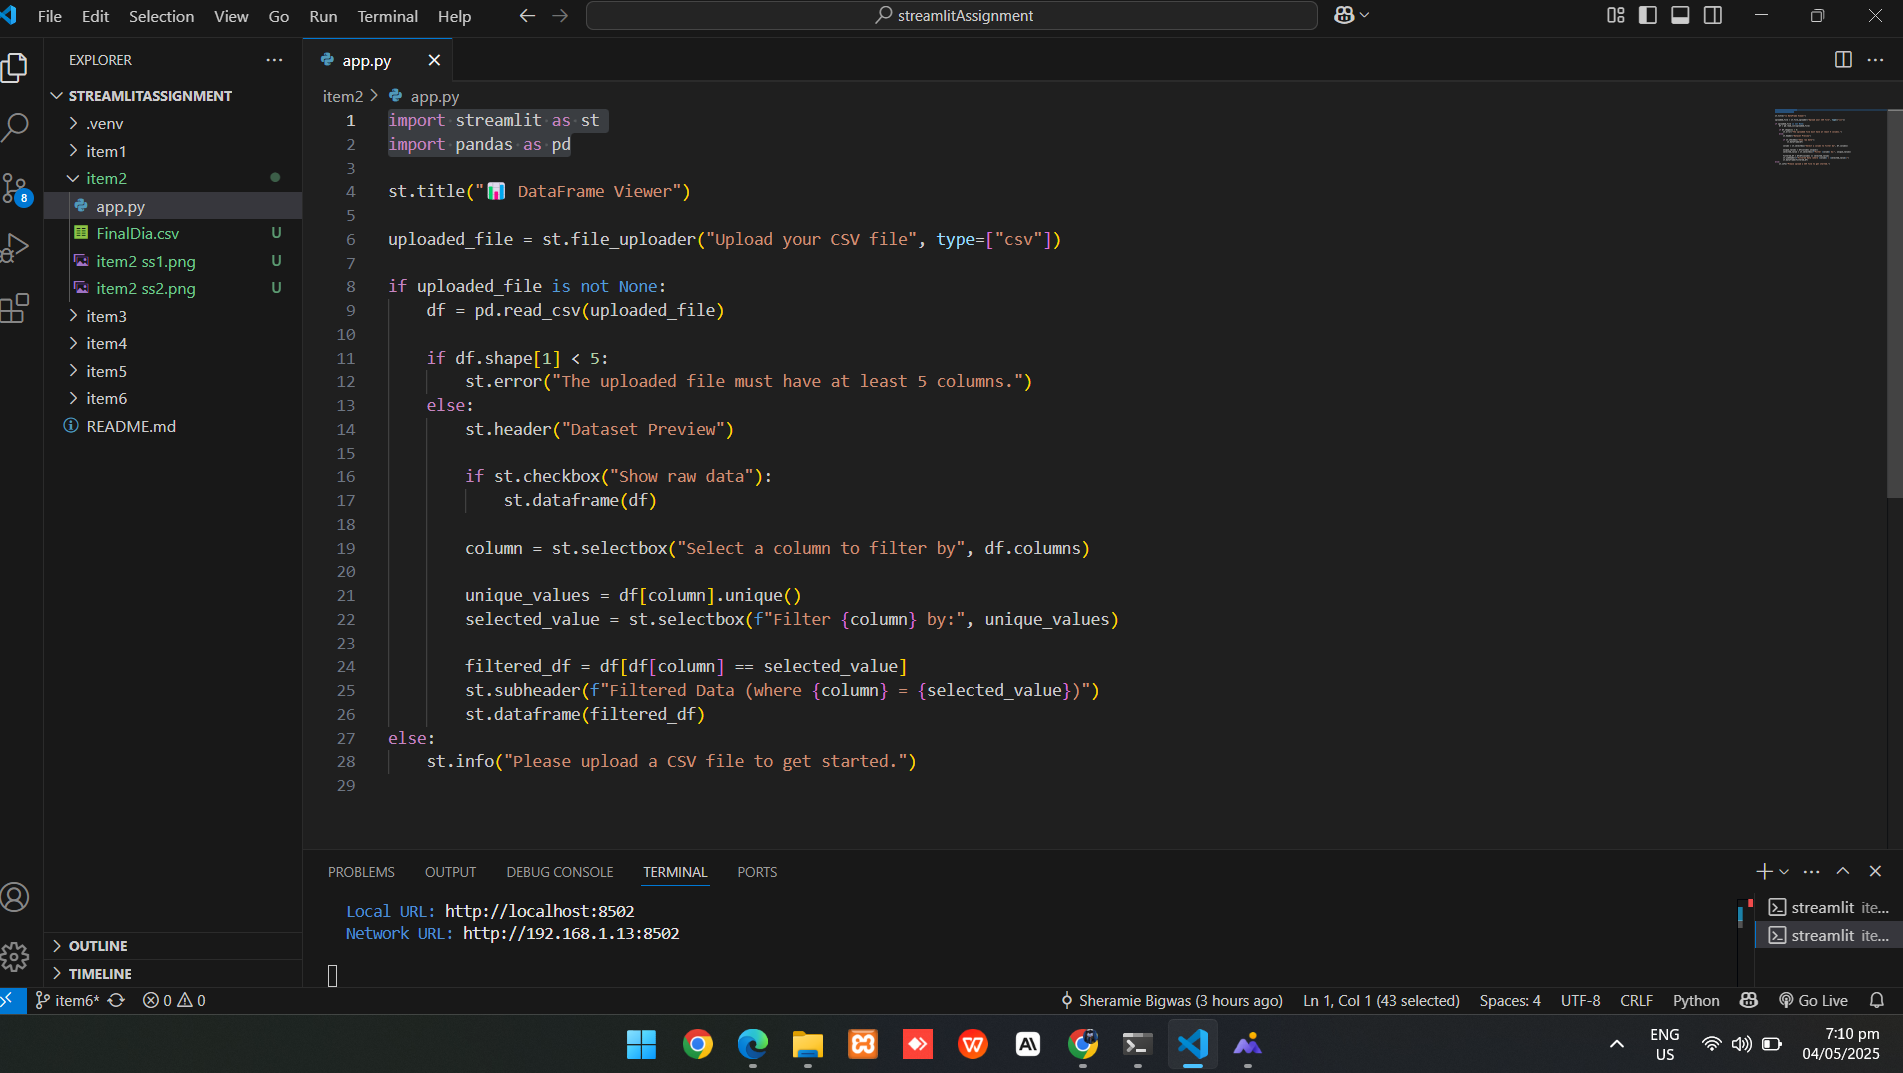 File Edit Selection View Go Run Terminal Help
streamlitAssignment
EXPLORER
STREAMLITASSIGNMENT
.venv
item1
item2
app.py
FinalDia.csv U
item2 ss1.png U
item2 ss2.png U
item3
item4
item5
item6
README.md
OUTLINE
TIMELINE
8
app.py
item2 > app.py
1 import streamlit as st
2 import pandas as pd
3
4 st.title("📊 DataFrame Viewer")
5
6 uploaded_file = st.file_uploader("Upload your CSV file", type=["csv"])
7
8 if uploaded_file is not None:
9 df = pd.read_csv(uploaded_file)
10
11 if df.shape[1] < 5:
12 st.error("The uploaded file must have at least 5 columns.")
13 else:
14 st.header("Dataset Preview")
15
16 if st.checkbox("Show raw data"):
17 st.dataframe(df)
18
19 column = st.selectbox("Select a column to filter by", df.columns)
20
21 unique_values = df[column].unique()
22 selected_value = st.selectbox(f"Filter {column} by:", unique_values)
23
24 filtered_df = df[df[column] == selected_value]
25 st.subheader(f"Filtered Data (where {column} = {selected_value})")
26 st.dataframe(filtered_df)
27 else:
28 st.info("Please upload a CSV file to get started.")
29
PROBLEMS OUTPUT DEBUG CONSOLE TERMINAL PORTS
Local URL: http://localhost:8502
Network URL: http://192.168.1.13:8502
streamlit ite...
streamlit ite...
item6* 0 0 Sheramie Bigwas (3 hours ago) Ln 1, Col 1 (43 selected) Spaces: 4 UTF-8 CRLF Python Go Live
ENG
US
7:10 pm
04/05/2025